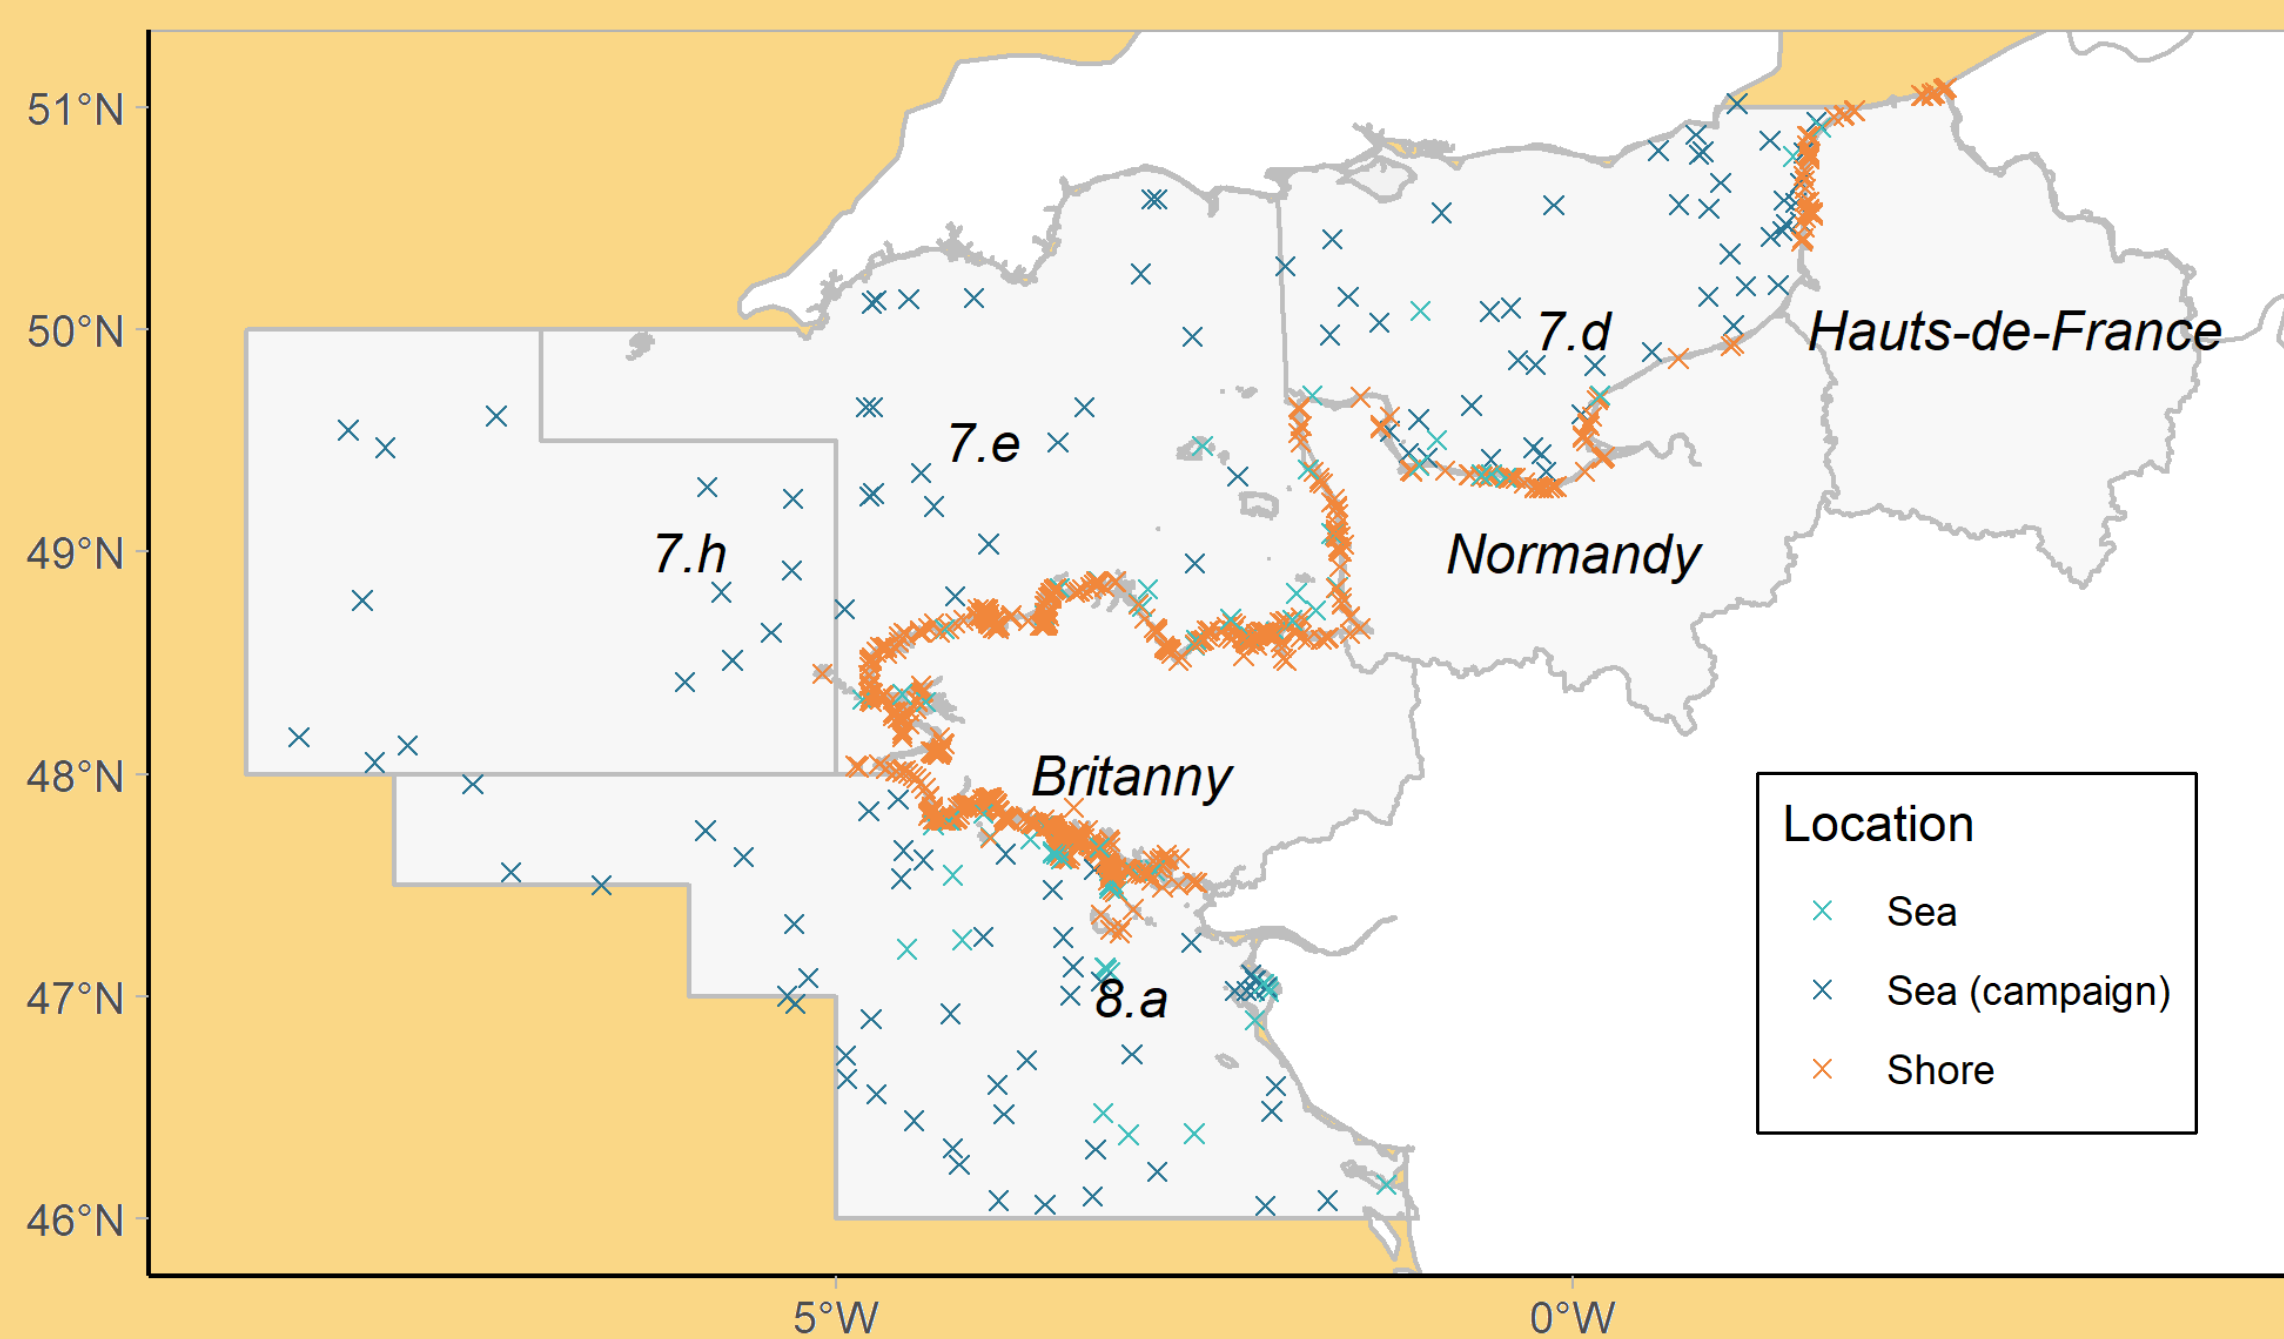 51°N
50°N
49°N
48°N
47°N
46°N
5°W
0°W
7.d
Hauts-de-France
7.e
7.h
Normandy
Britanny
8.a
Location
Sea
Sea (campaign)
Shore